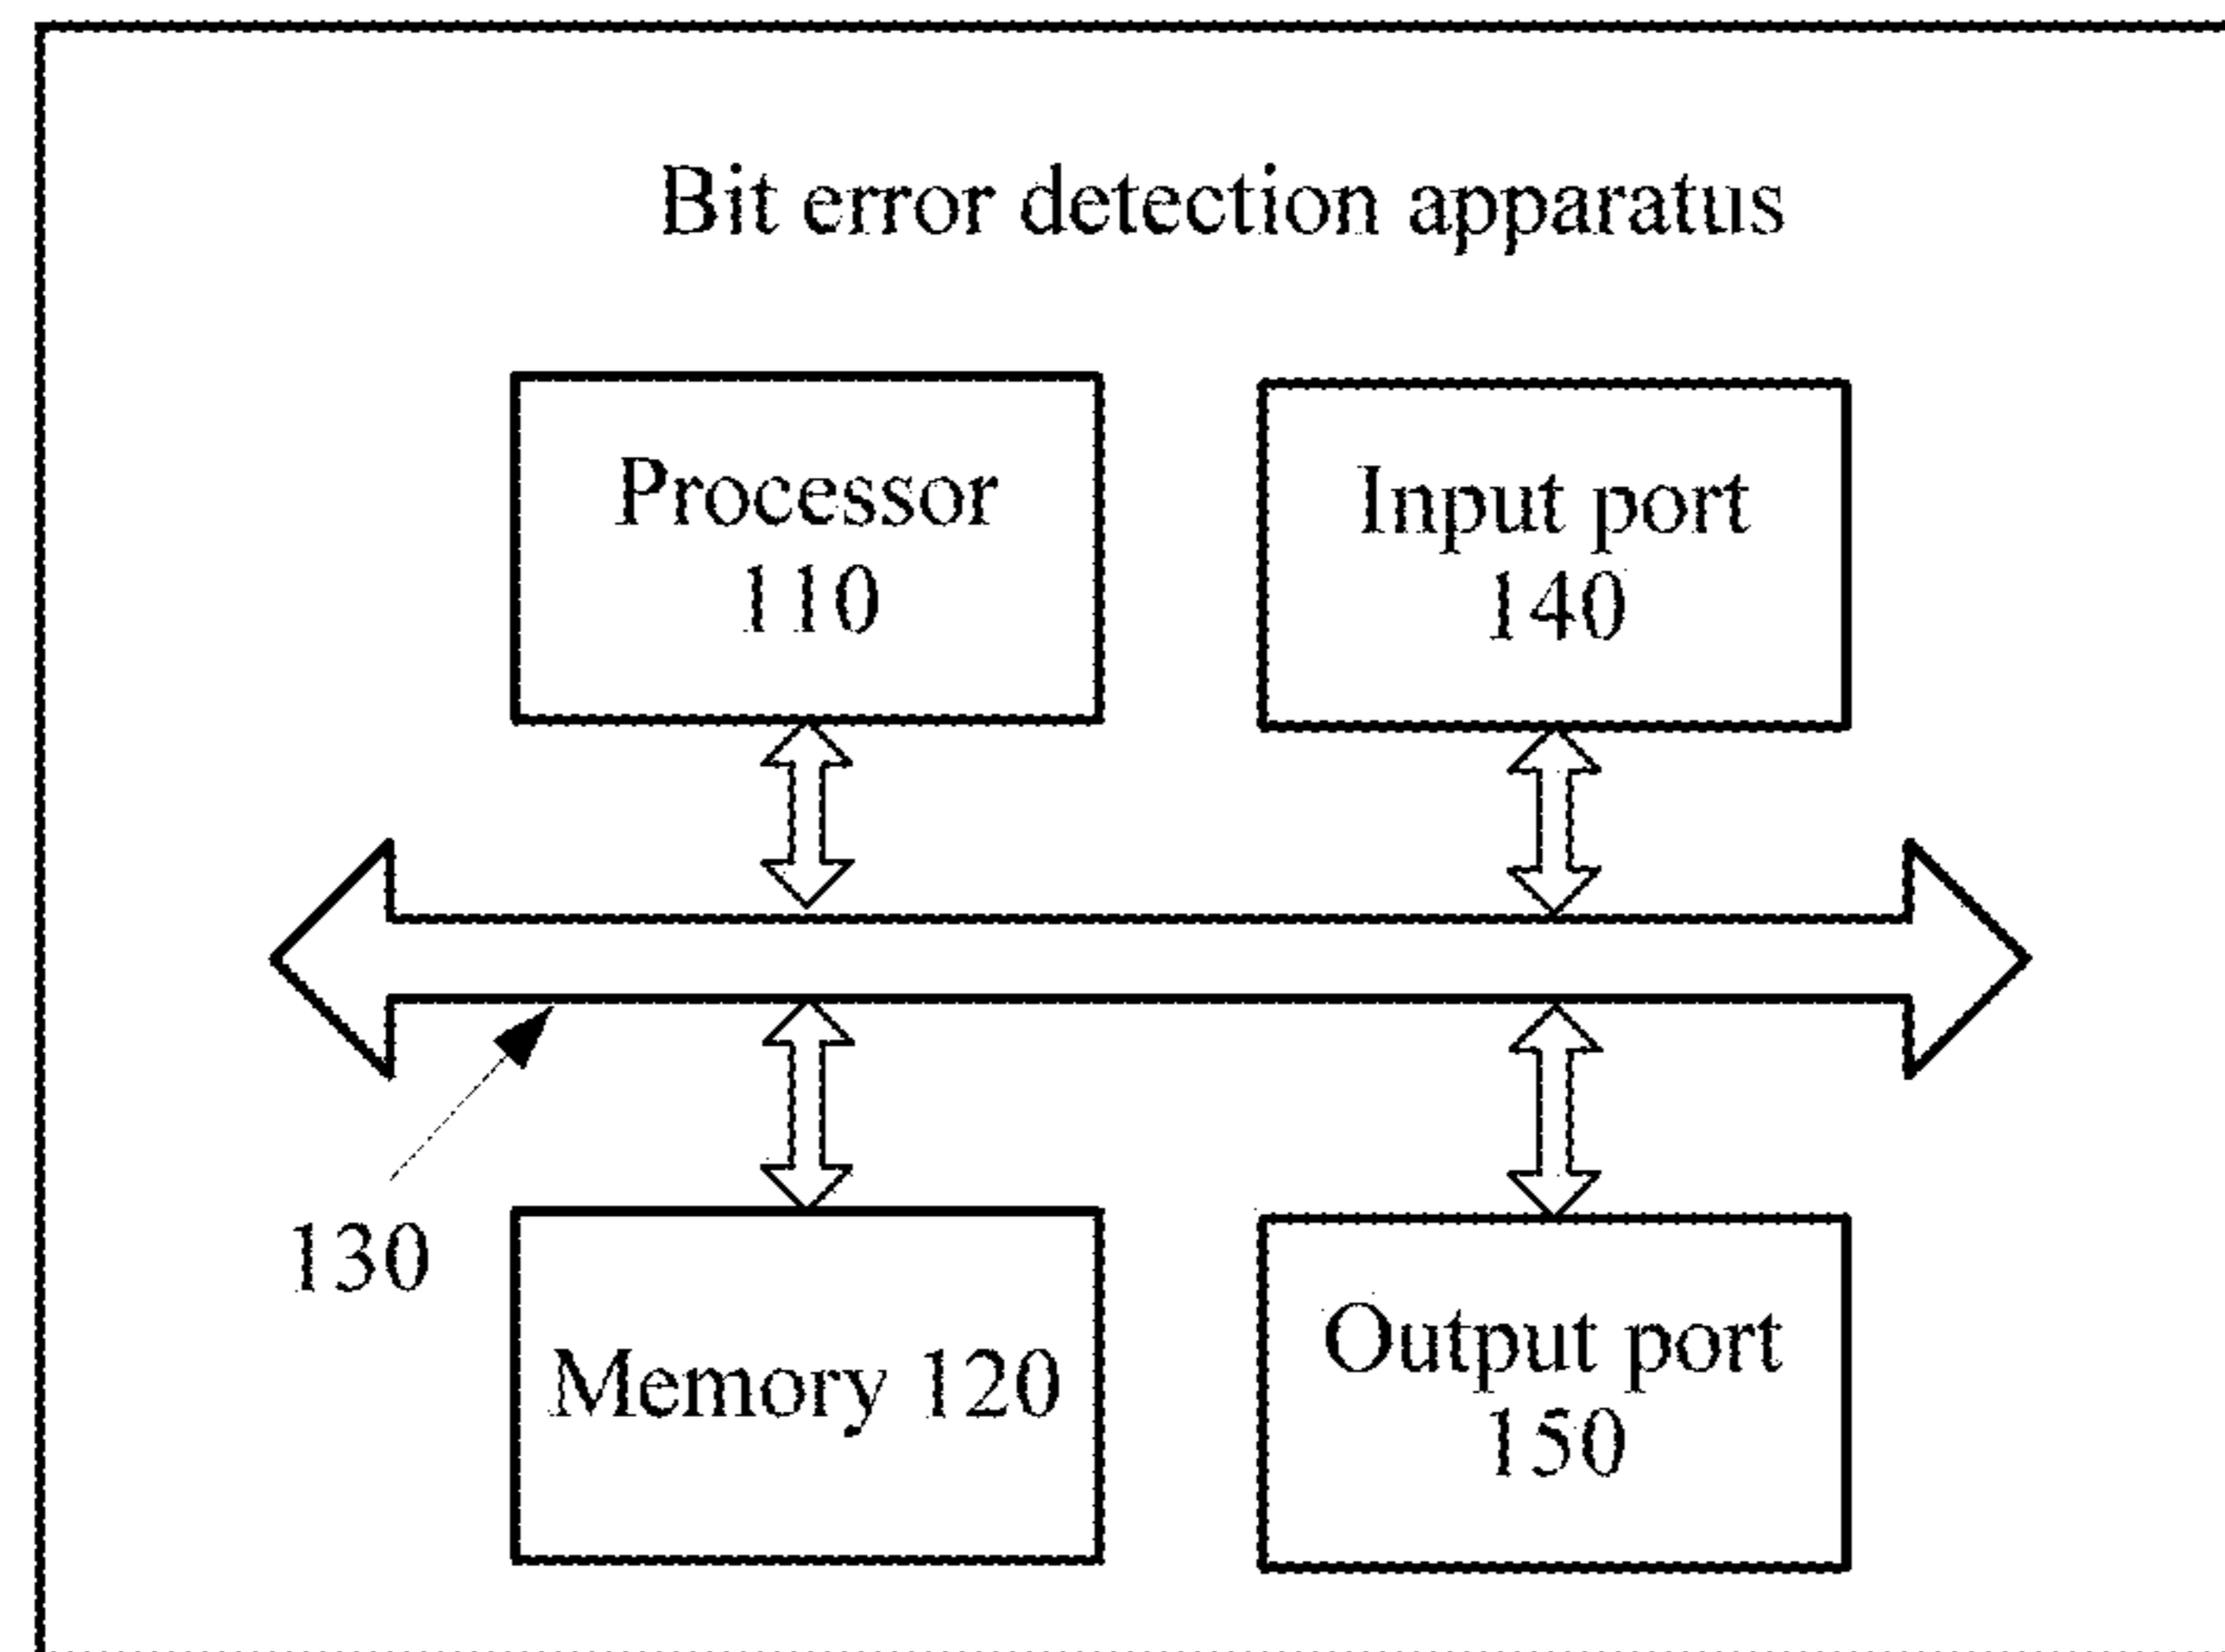 Bit error detection apparatus
Processor
110
Input port
140
130
Memory 120
Output port
150